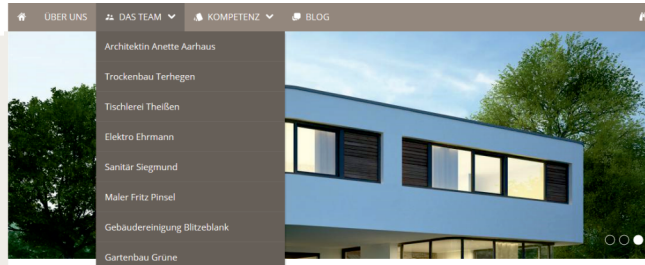 ÜBER UNS DAS TEAM KOMPETENZ BLOG
Architektin Anette Aarhaus
Trockenbau Terhegen
Tischlerei Theißen
Elektro Ehrmann
Sanitär Siegmund
Maler Fritz Pinsel
Gebäudereinigung Blitzeblank
Gartenbau Grüne